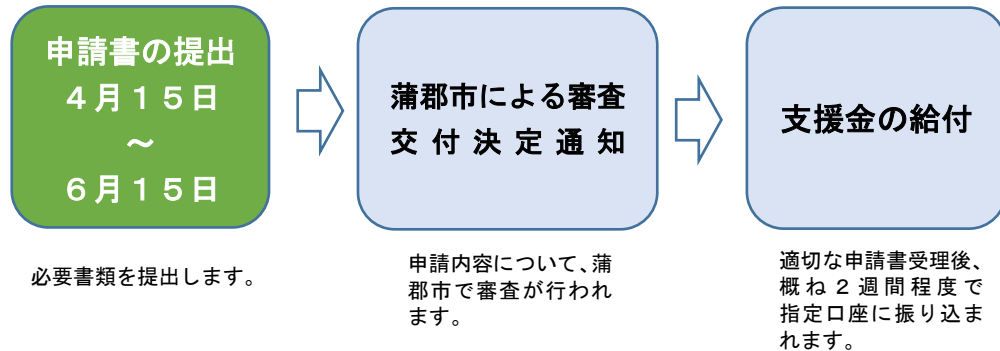 申請書の提出
４月１５日
～
６月１５日
必要書類を提出します。
蒲郡市による審査
交付決定通知
申請内容について、蒲
郡市で審査が行われ
ます。
支援金の給付
適切な申請書受理後、
概ね２週間程度で
指定口座に振り込ま
れます。